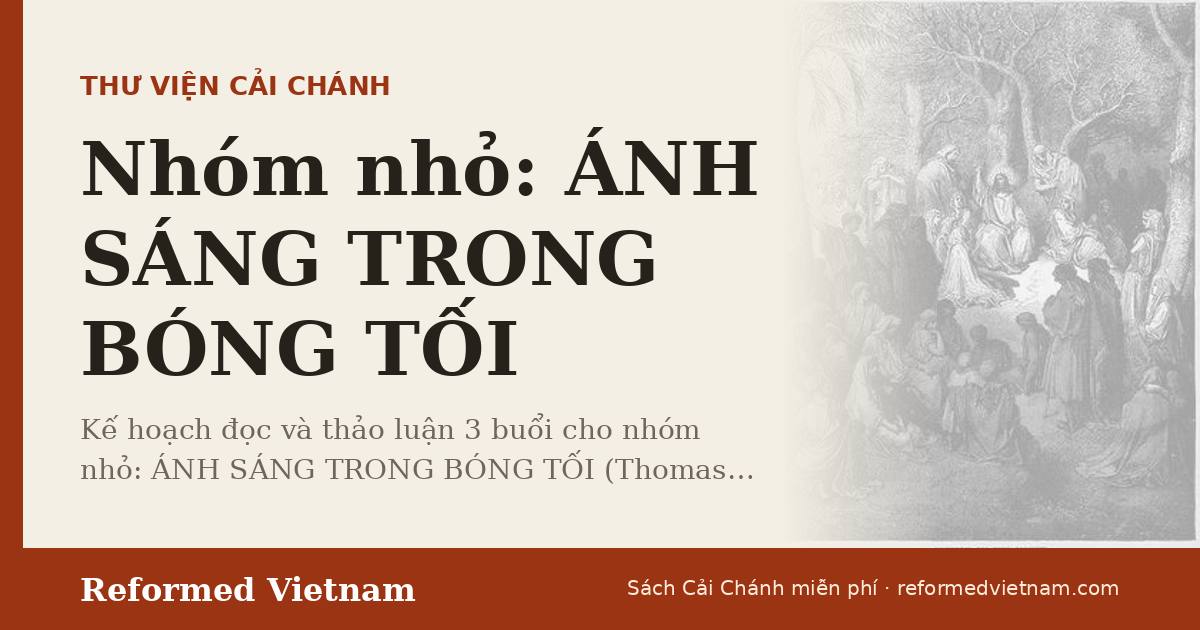 THƯ VIỆN CẢI CHÁNH
Nhóm nhỏ: ÁNH
SÁNG TRONG
BÓNG TỐI
Kế hoạch đọc và thảo luận 3 buổi cho nhóm
nhỏ: ÁNH SÁNG TRONG BÓNG TỐI (Thomas...
Reformed Vietnam
Sách Cải Chánh miễn phí · reformedvietnam.com